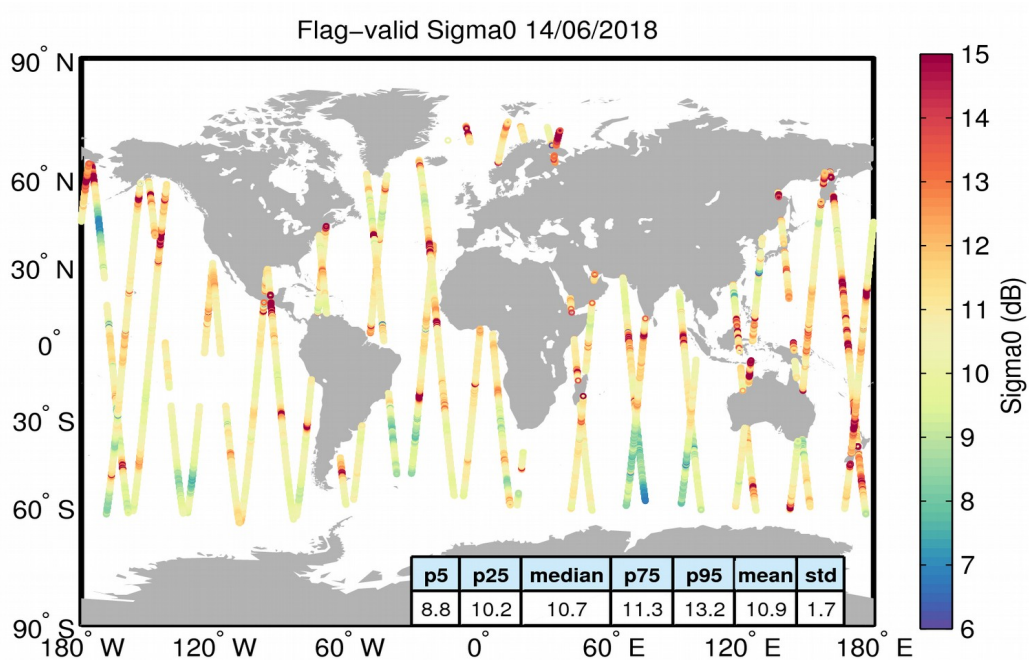 Flag−valid Sigma0 14/06/2018
90° N
60° N
30° N
0°
30° S
60° S
90° S
180° W 120° W 60° W 0° 60° E 120° E 180° E
15
14
13
12
11
10
9
8
7
6
Sigma0 (dB)
p5 p25 median p75 p95 mean std
8.8 10.2 10.7 11.3 13.2 10.9 1.7